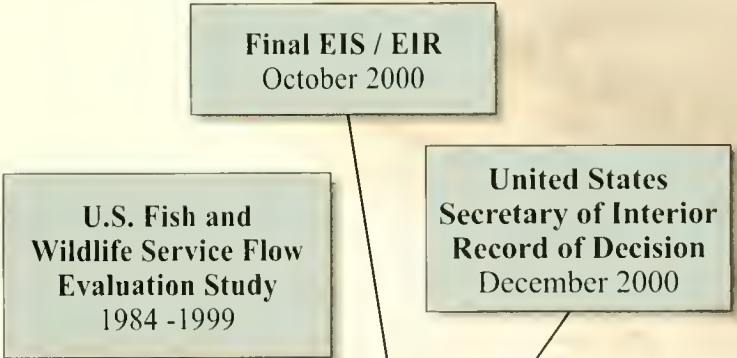 Final EIS / EIR
October 2000
U.S. Fish and
Wildlife Service Flow
Evaluation Study
1984 -1999
United States
Secretary of Interior
Record of Decision
December 2000